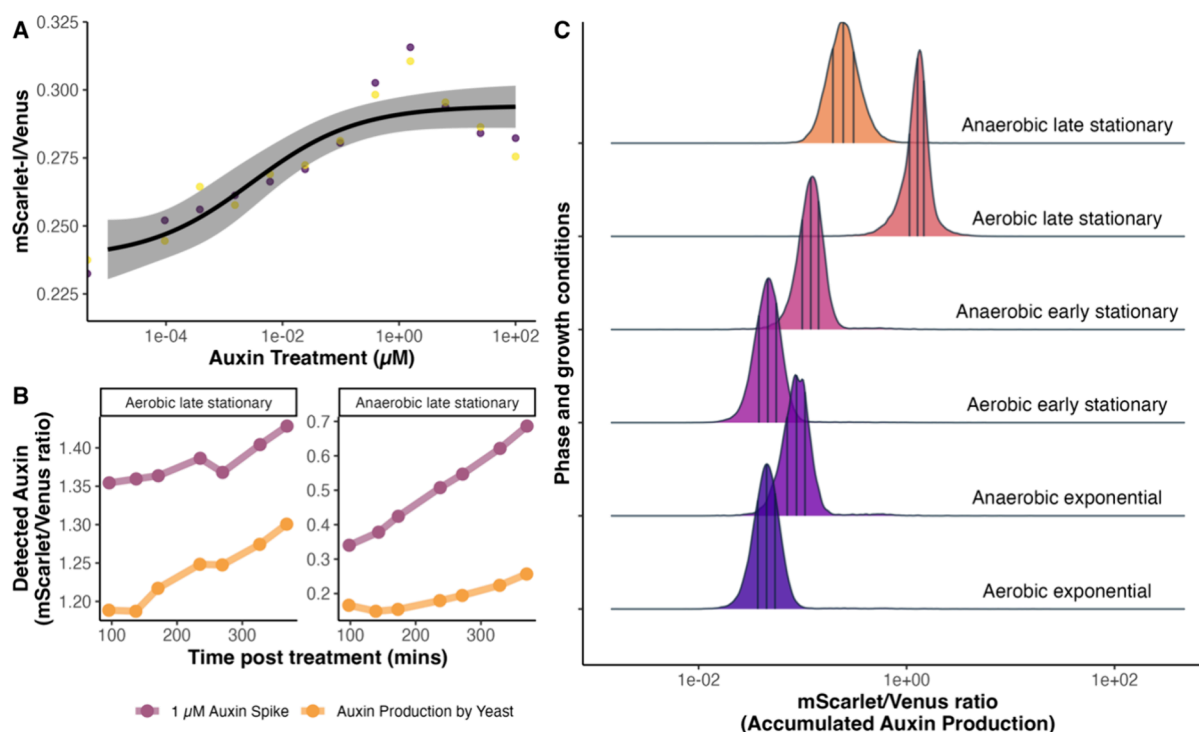 A
mScarlet-I/Venus
0.325
0.300
0.275
0.250
0.225
1e-04
1e-02
1e+00
1e+02
Auxin Treatment (µM)
B
Detected Auxin
(mScarlet/Venus ratio)
Aerobic late stationary
1.40
1.35
1.30
1.25
1.20
100
200
300
Anaerobic late stationary
0.7
0.6
0.5
0.4
0.3
0.2
100
200
300
Time post treatment (mins)
1 µM Auxin Spike
Auxin Production by Yeast
C
Phase and growth conditions
Anaerobic late stationary
Aerobic late stationary
Anaerobic early stationary
Aerobic early stationary
Anaerobic exponential
Aerobic exponential
1e-02
1e+00
1e+02
mScarlet/Venus ratio
(Accumulated Auxin Production)